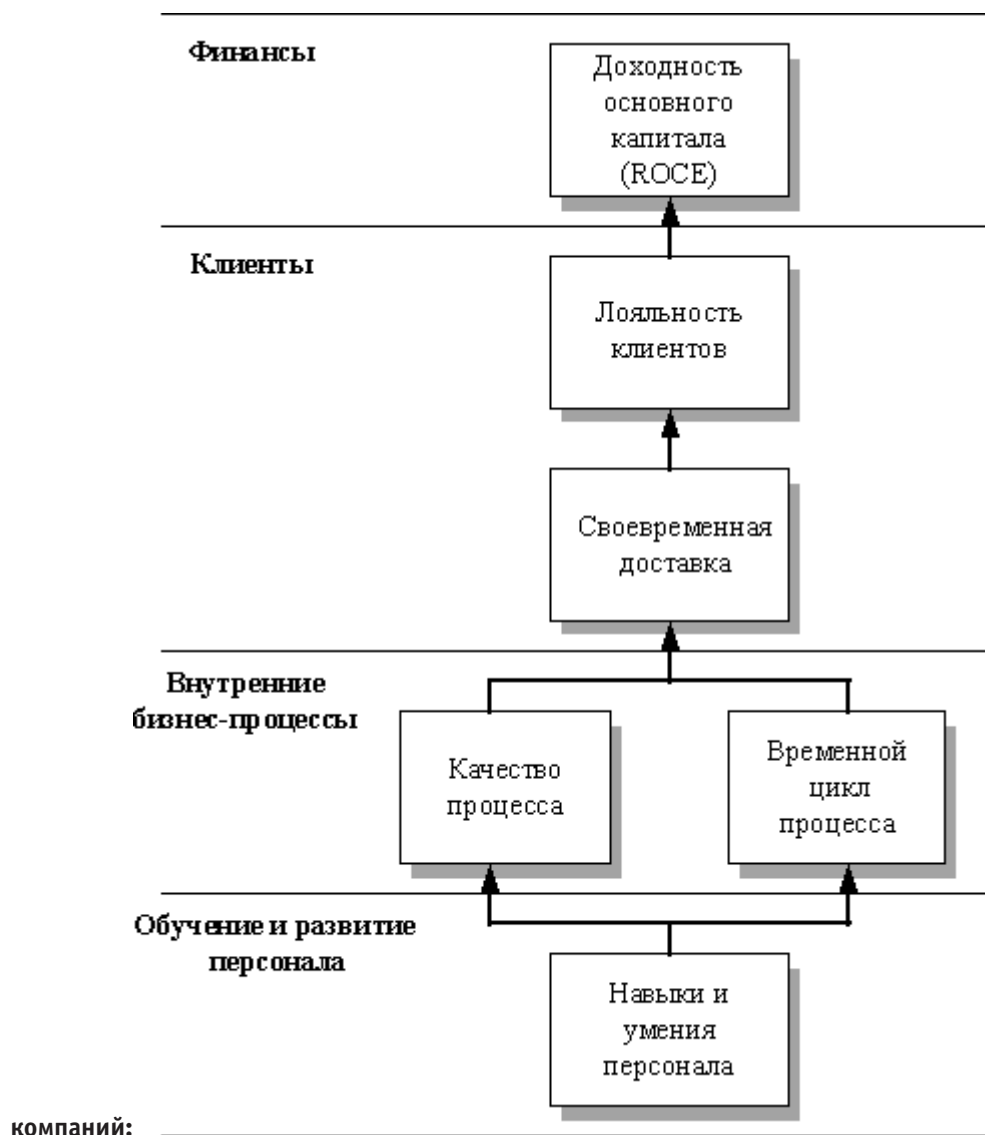 Финансы
Доходность
основного
капитала
(ROCE)
Клиенты
Лояльность
клиентов
Своевременная
доставка
Внутренние
бизнес-процессы
Качество
процесса
Временной
цикл
процесса
Обучение и развитие
персонала
Навыки и
умения
персонала
компаний: